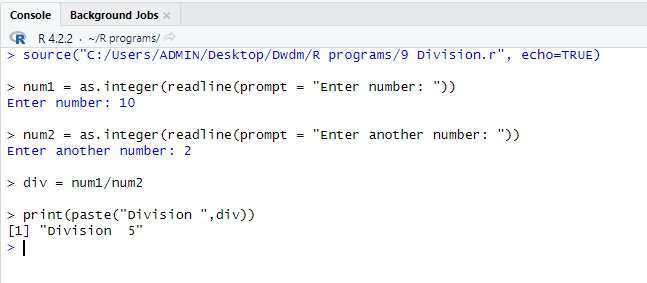 Console Background Jobs ×
R R 4.2.2 · ~/R programs/
> source("C:/Users/ADMIN/Desktop/Dwdm/R programs/9 Division.r", echo=TRUE)
> num1 = as.integer(readline(prompt = "Enter number: "))
Enter number: 10
> num2 = as.integer(readline(prompt = "Enter another number: "))
Enter another number: 2
> div = num1/num2
> print(paste("Division ",div))
[1] "Division  5"
>